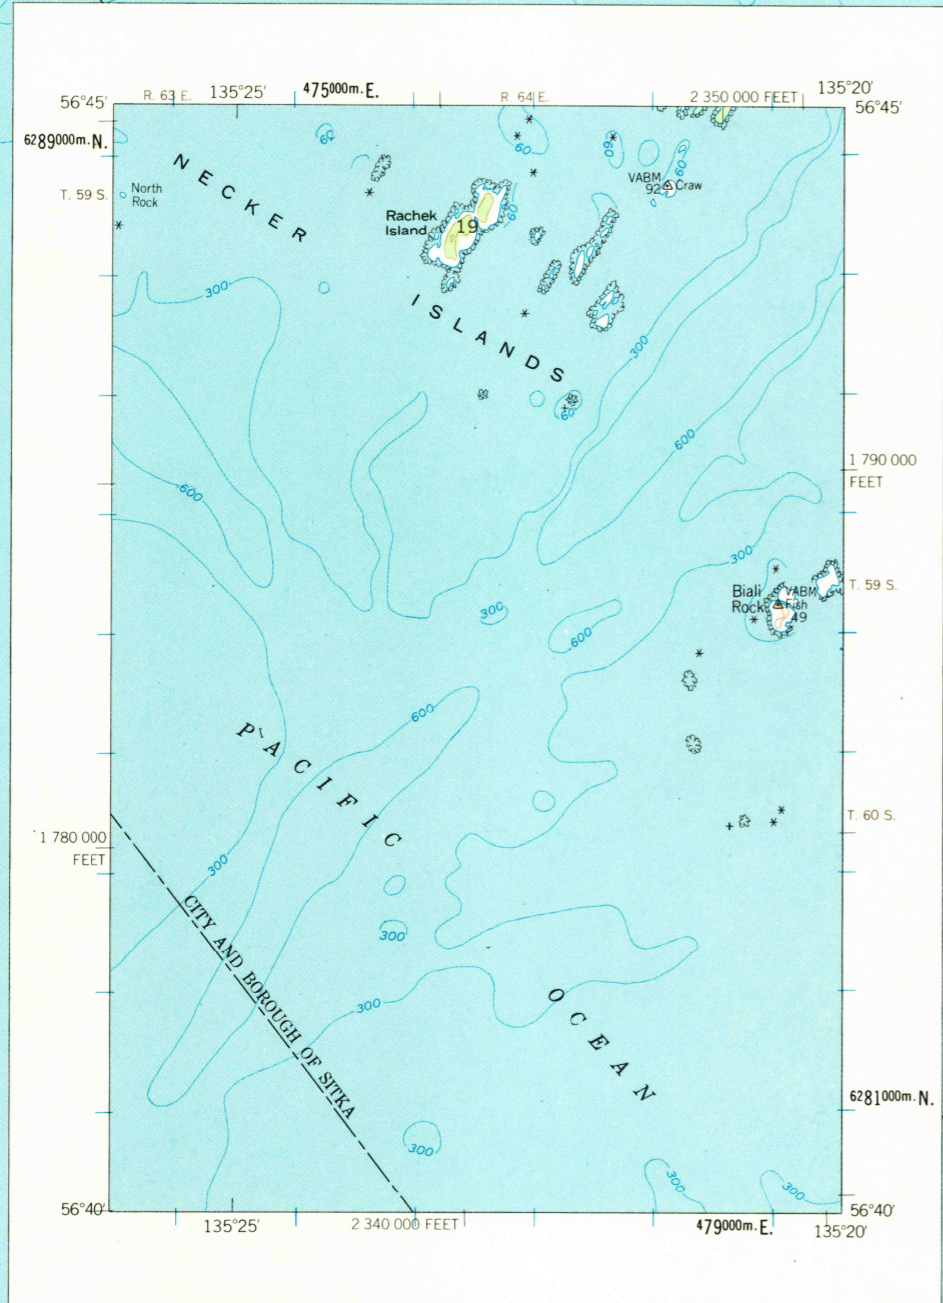 R. 63 E.
135°25'
475000m.E.
R. 64 E.
2 350 000 FEET
135°20'
56°45'
56°45'
6289000m.N.
T. 59 S.
North
Rock
NECKER
ISLANDS
60
60
60
60
VABM
92
Craw
Rachek
Island
19
60
300
300
60
600
600
1 790 000
FEET
300
T. 59 S.
Biali
Rock
VABM
Fish
49
300
600
600
PACIFIC
1 780 000
FEET
300
T. 60 S.
CITY AND BOROUGH OF SITKA
300
300
OCEAN
6281000m.N.
300
300
300
56°40'
56°40'
135°25'
2 340 000 FEET
479000m.E.
135°20'